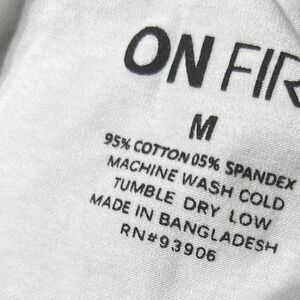 ON FIR
M
95% COTTON 05% SPANDEX
MACHINE WASH COLD
TUMBLE DRY LOW
MADE IN BANGLADESH
RN#93906